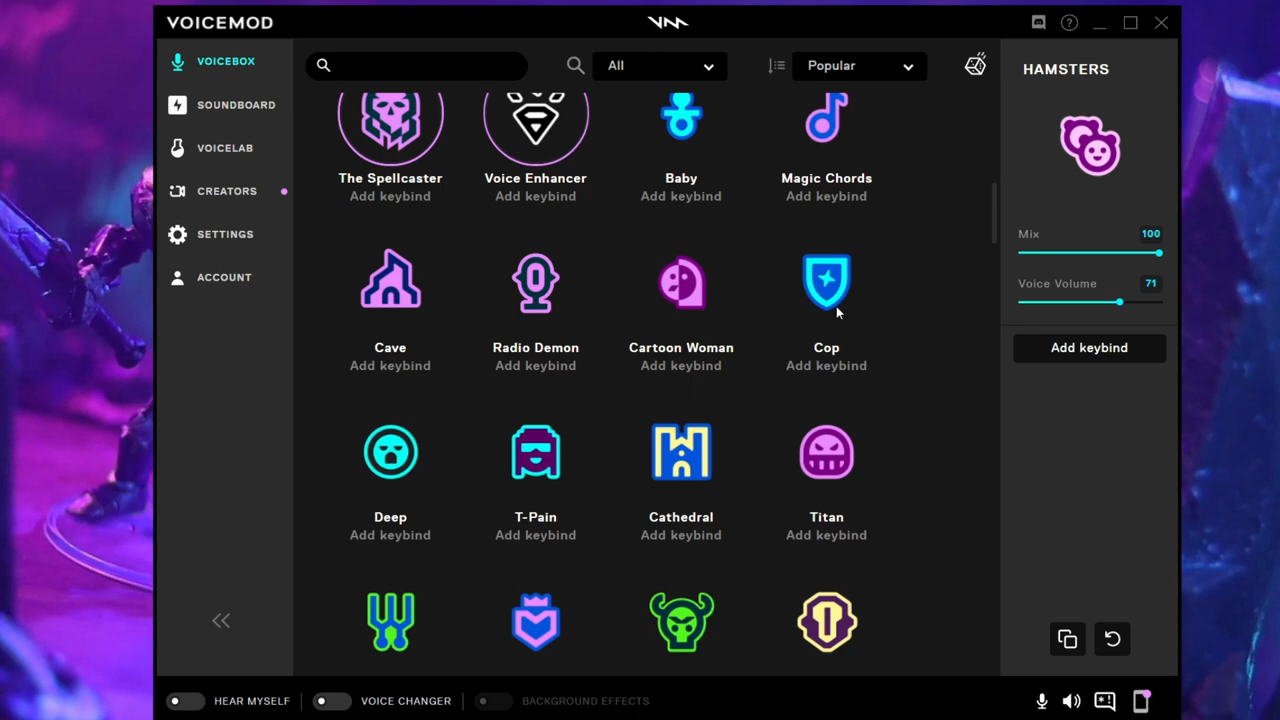 VOICEMOD
VOICEBOX
SOUNDBOARD
VOICELAB
CREATORS
SETTINGS
ACCOUNT
All
Popular
The Spellcaster
Add keybind
Voice Enhancer
Add keybind
Baby
Add keybind
Magic Chords
Add keybind
Cave
Add keybind
Radio Demon
Add keybind
Cartoon Woman
Add keybind
Cop
Add keybind
Deep
Add keybind
T-Pain
Add keybind
Cathedral
Add keybind
Titan
Add keybind
HAMSTERS
Mix 100
Voice Volume 71
Add keybind
HEAR MYSELF
VOICE CHANGER
BACKGROUND EFFECTS